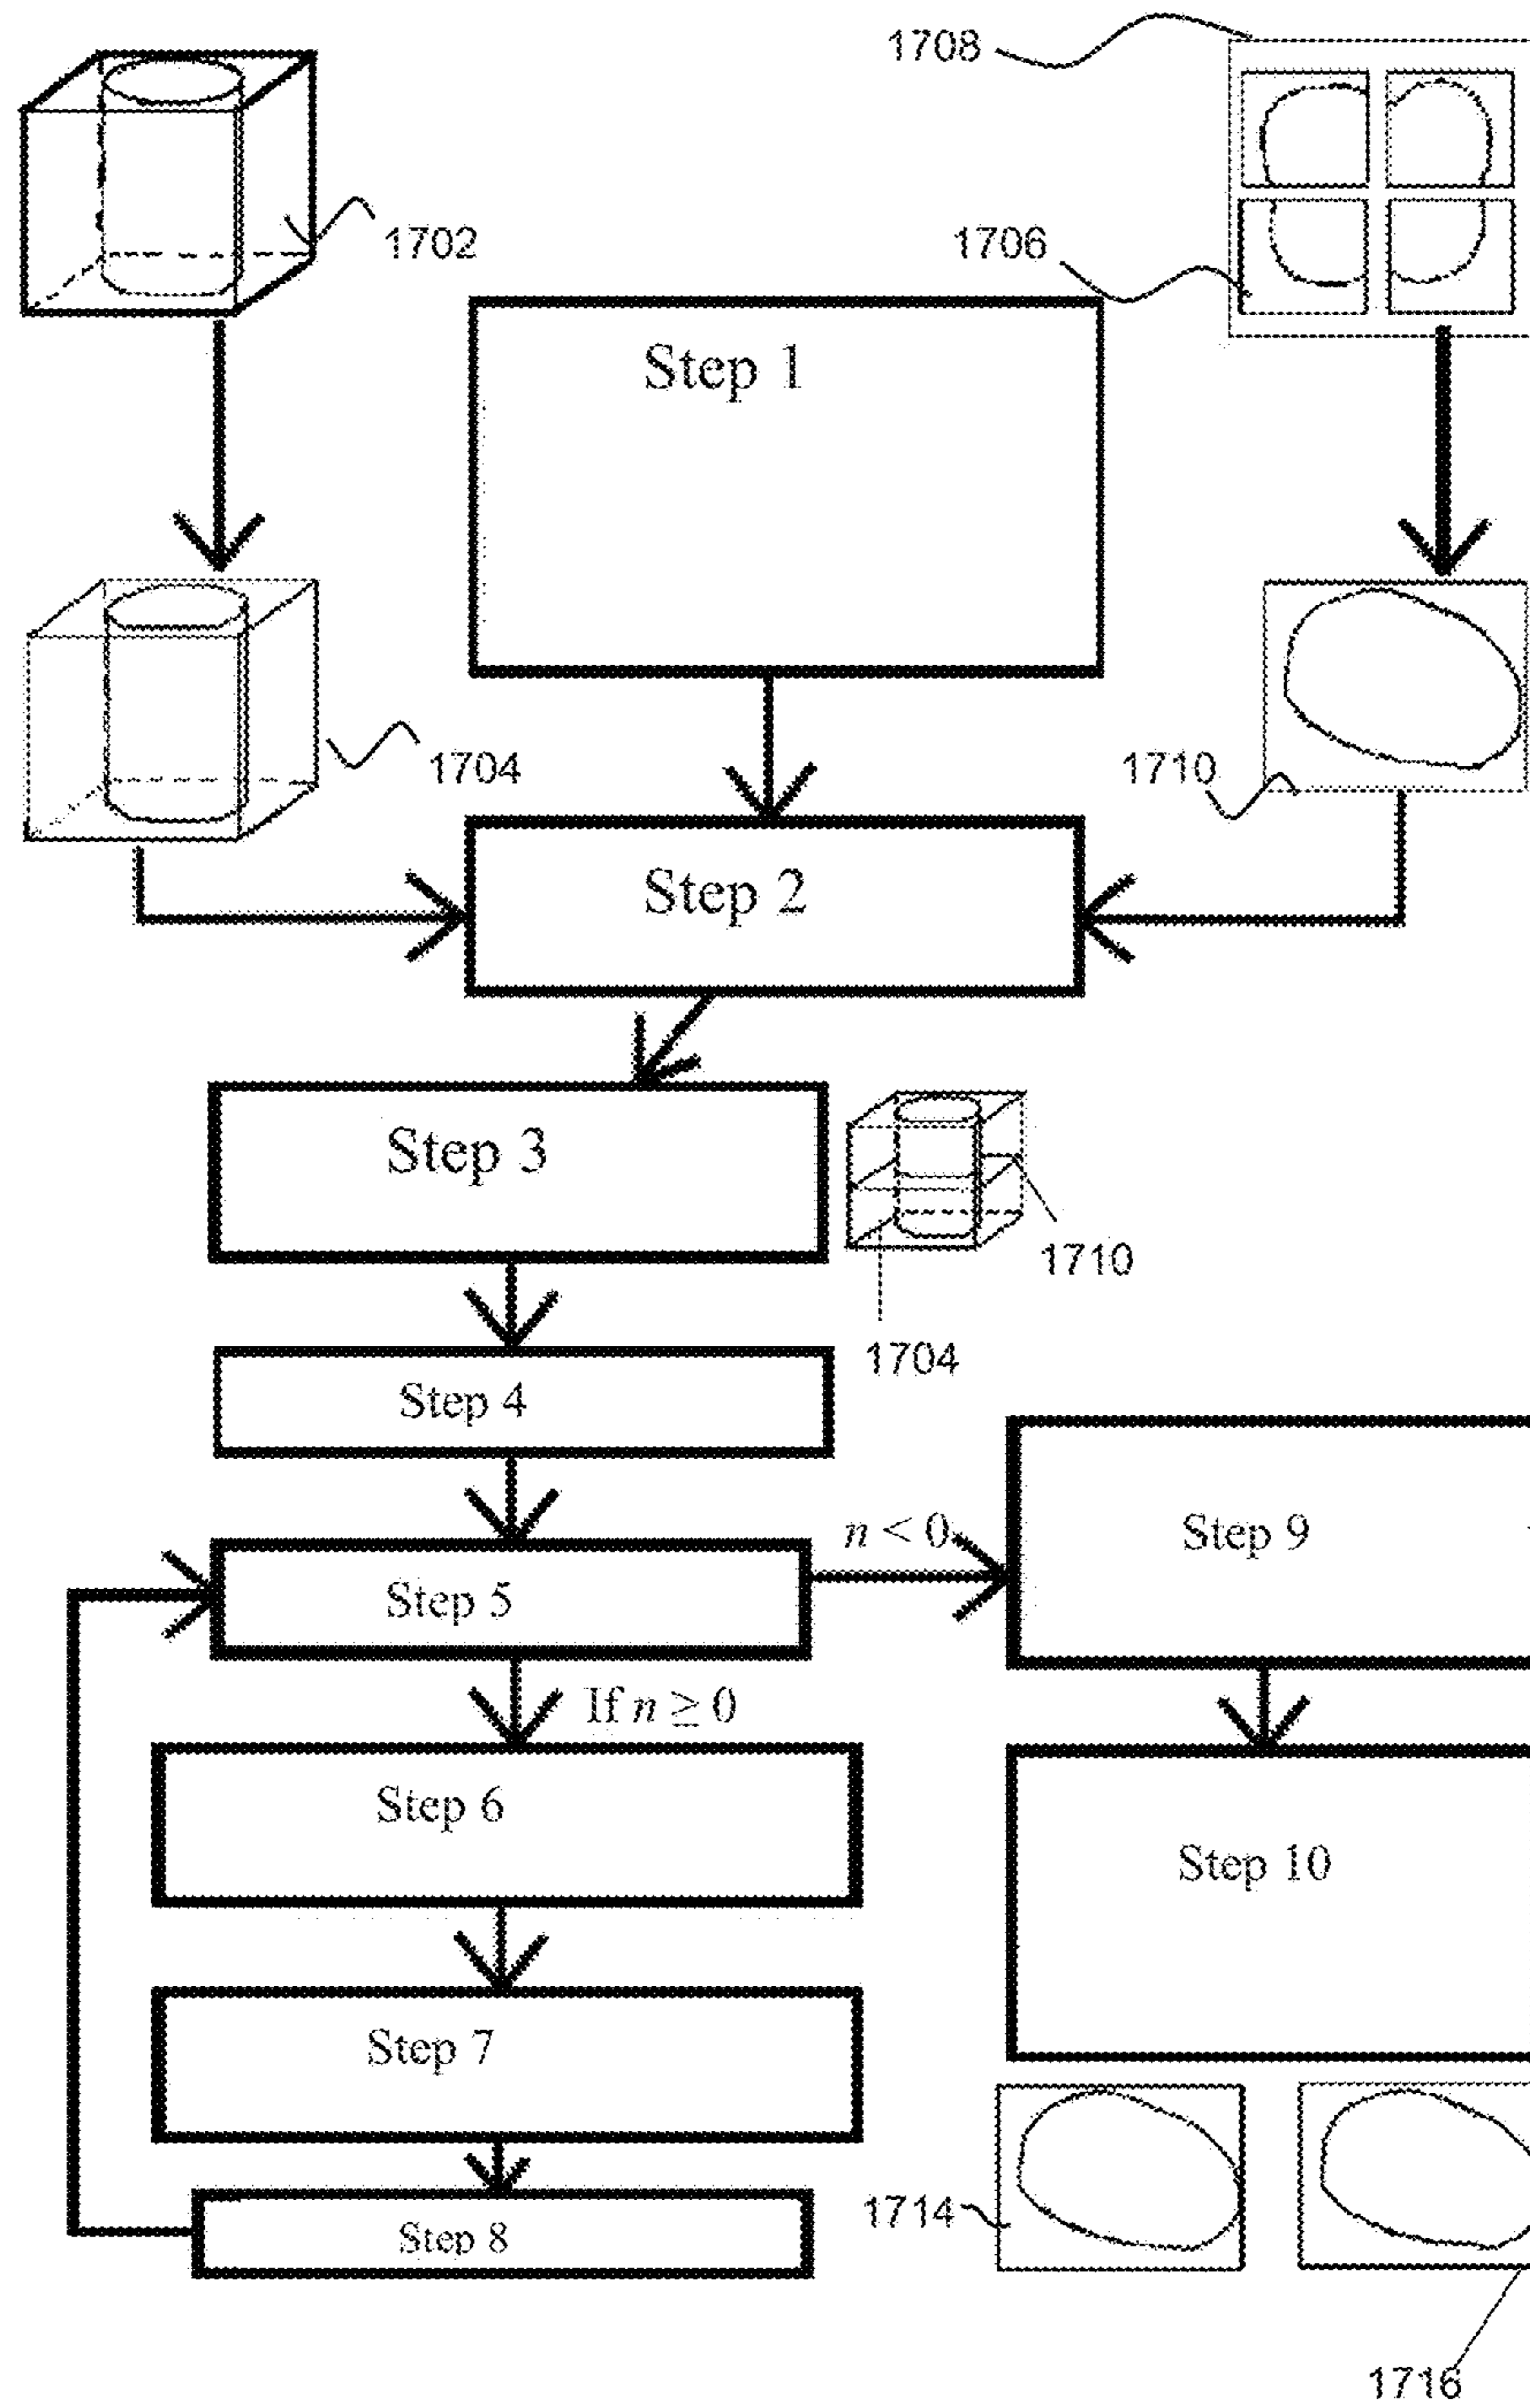 1708
1702
1706
Step 1
1704
1710
Step 2
Step 3
1710
1704
Step 4
n < 0
Step 9
Step 5
If n ≥ 0
Step 6
Step 10
Step 7
1714
Step 8
1716